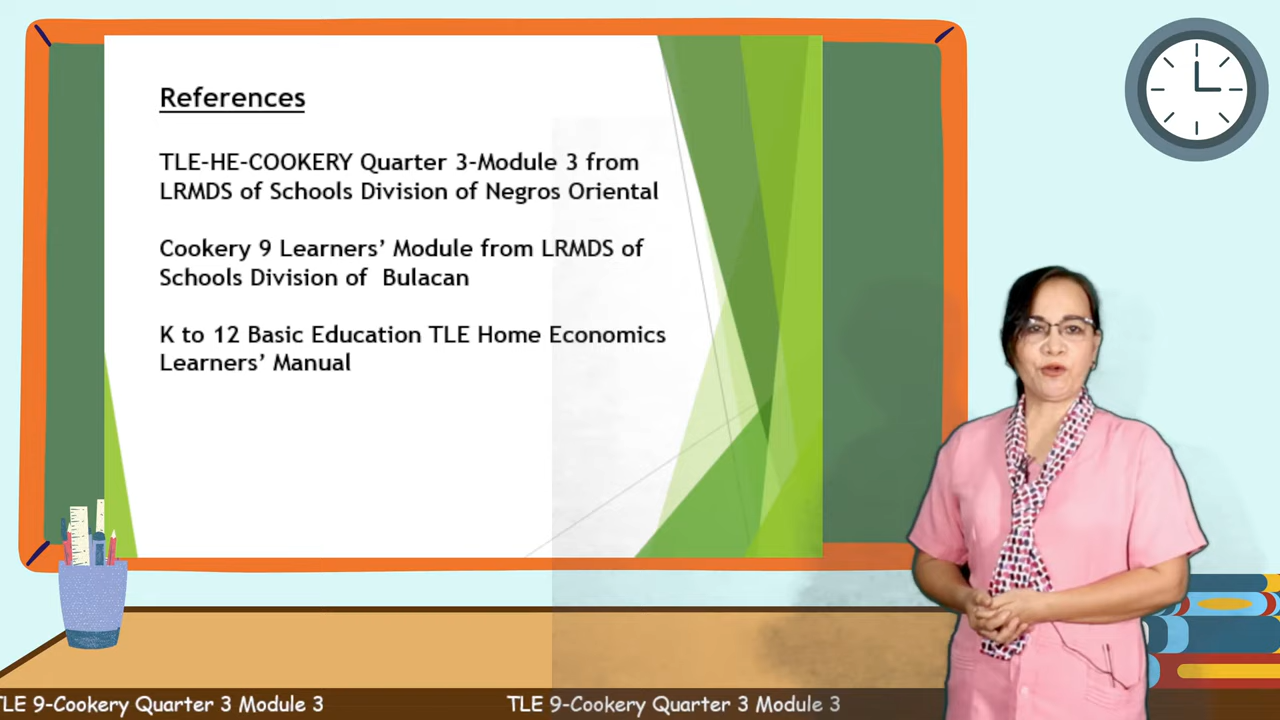 References
TLE-HE-COOKERY Quarter 3-Module 3 from
LRMDS of Schools Division of Negros Oriental
Cookery 9 Learners’ Module from LRMDS of
Schools Division of Bulacan
K to 12 Basic Education TLE Home Economics
Learners’ Manual
TLE 9-Cookery Quarter 3 Module 3 TLE 9-Cookery Quarter 3 Module 3